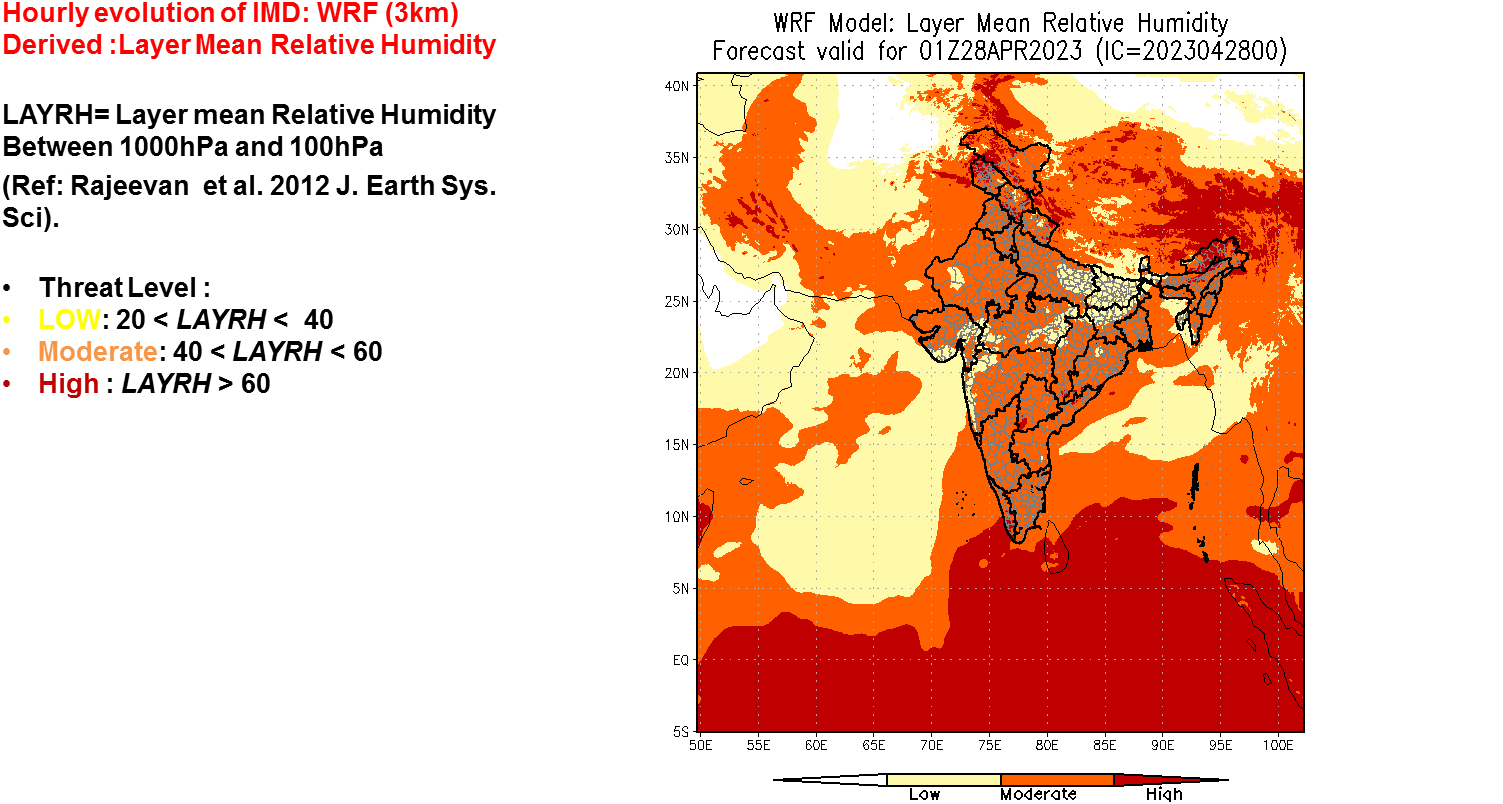 Hourly evolution of IMD: WRF (3km)
Derived :Layer Mean Relative Humidity
LAYRH= Layer mean Relative Humidity
Between 1000hPa and 100hPa
(Ref: Rajeevan et al. 2012 J. Earth Sys.
Sci).
• Threat Level :
• LOW: 20 < LAYRH < 40
• Moderate: 40 < LAYRH < 60
• High : LAYRH > 60
WRF Model: Layer Mean Relative Humidity
Forecast valid for 01Z28APR2023 (IC=2023042800)
40N
35N
30N
25N
20N
15N
10N
5N
EQ
5S
50E 55E 60E 65E 70E 75E 80E 85E 90E 95E 100E
Low Moderate High